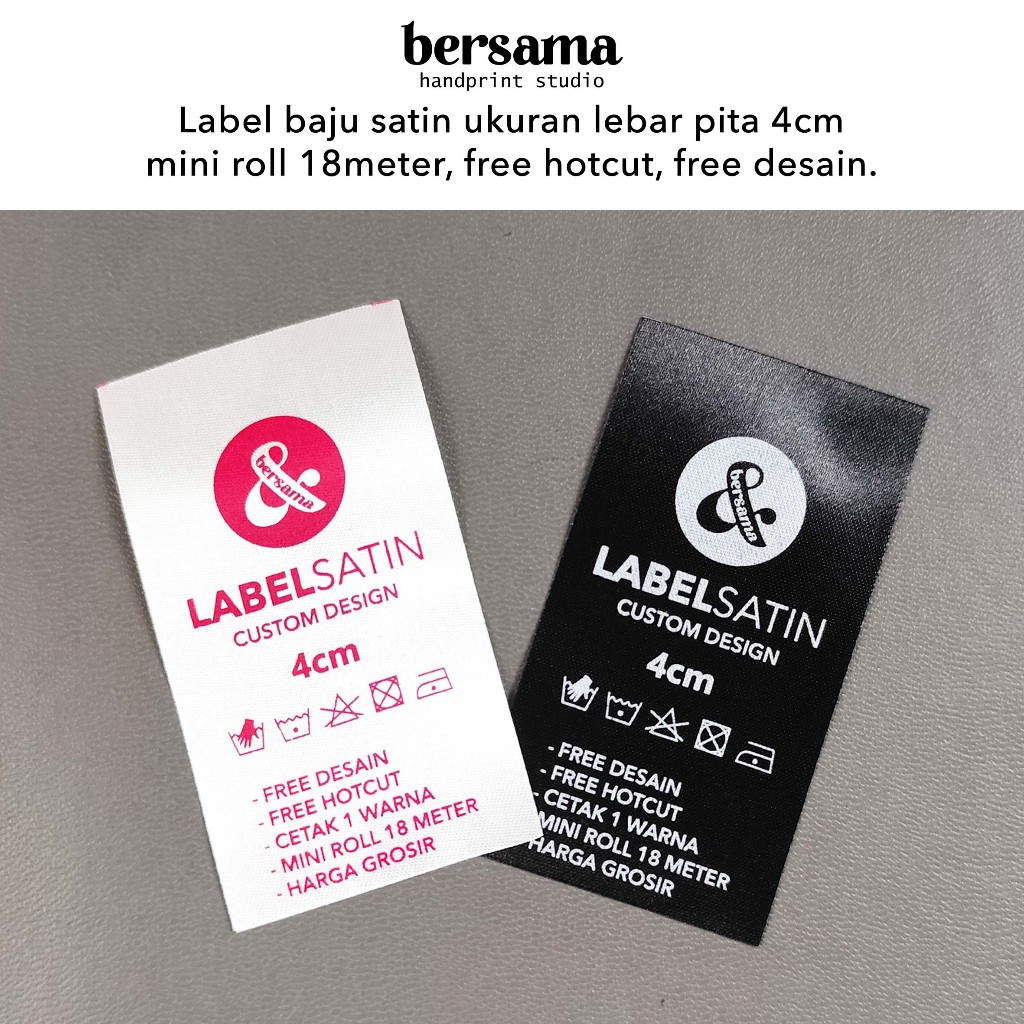 bersama
handprint studio
Label baju satin ukuran lebar pita 4cm
mini roll 18meter, free hotcut, free desain.
bersama
LABELSATIN
CUSTOM DESIGN
4cm
- FREE DESAIN
- FREE HOTCUT
- CETAK 1 WARNA
- MINI ROLL 18 METER
- HARGA GROSIR
bersama
LABELSATIN
CUSTOM DESIGN
4cm
- FREE DESAIN
- FREE HOTCUT
- CETAK 1 WARNA
MINI ROLL 18 METER
HARGA GROSIR